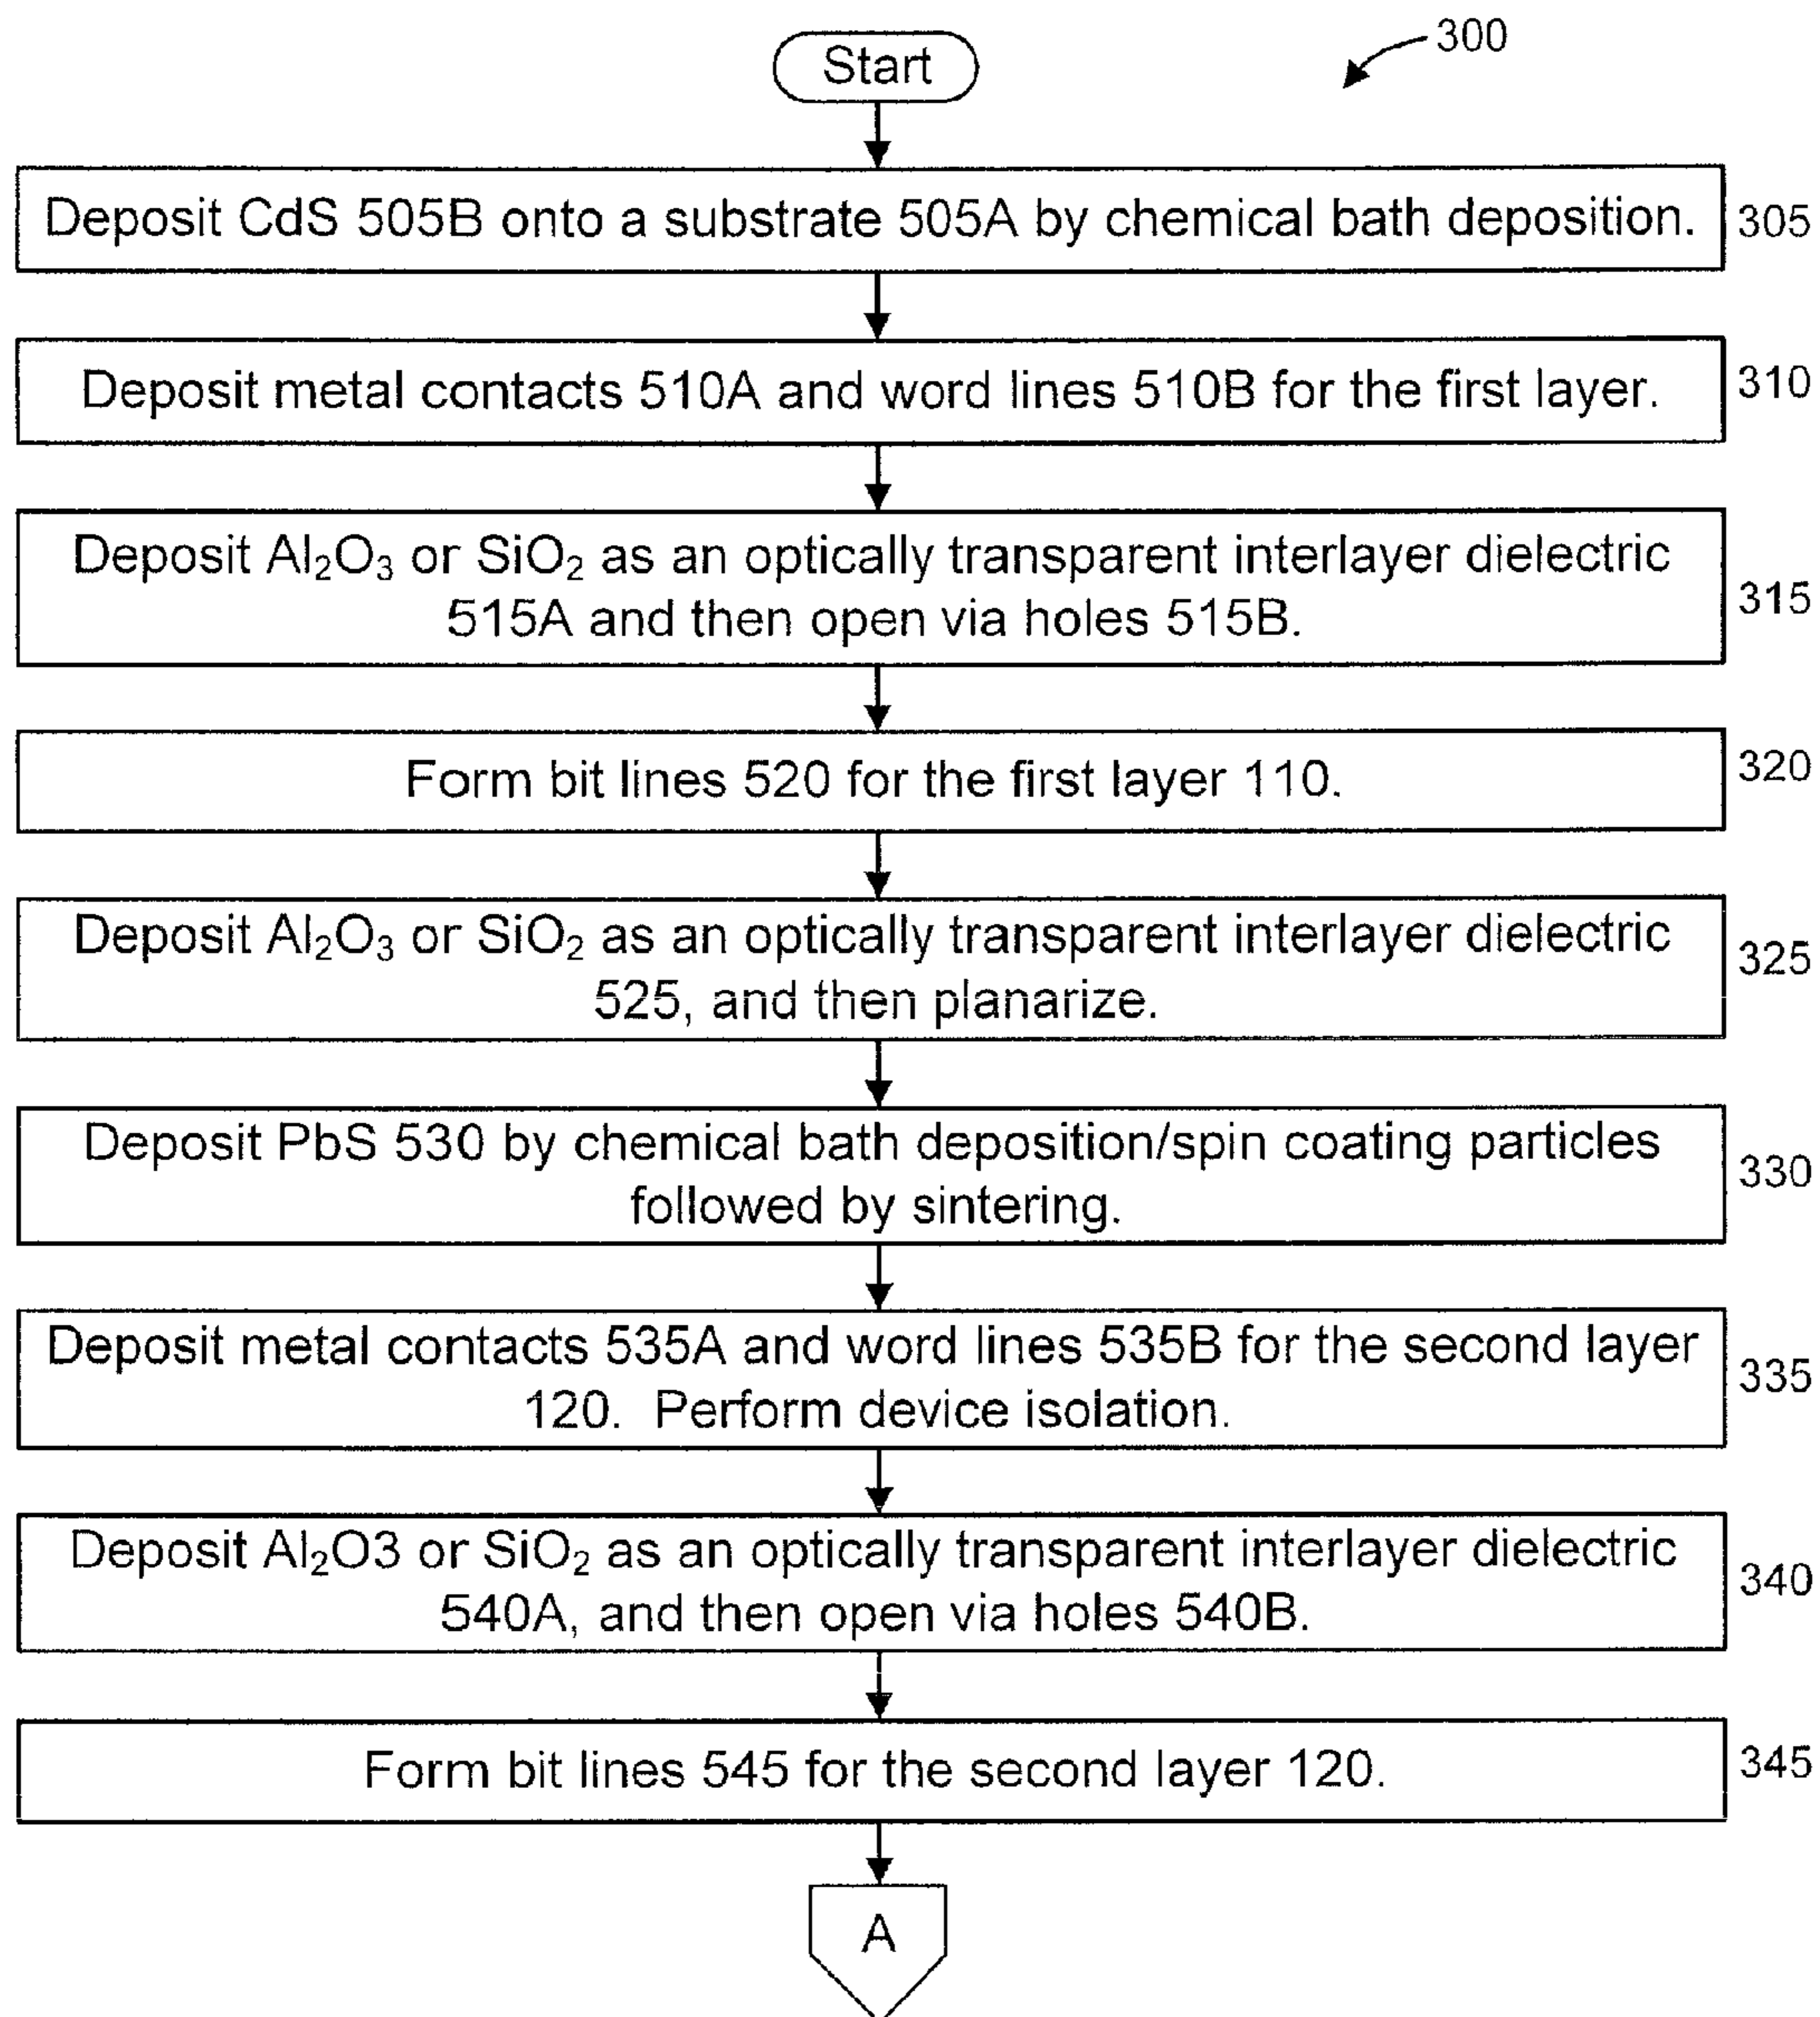 Start
300
Deposit CdS 505B onto a substrate 505A by chemical bath deposition.
305
Deposit metal contacts 510A and word lines 510B for the first layer.
310
Deposit Al₂O₃ or SiO₂ as an optically transparent interlayer dielectric
515A and then open via holes 515B.
315
Form bit lines 520 for the first layer 110.
320
Deposit Al₂O₃ or SiO₂ as an optically transparent interlayer dielectric
525, and then planarize.
325
Deposit PbS 530 by chemical bath deposition/spin coating particles
followed by sintering.
330
Deposit metal contacts 535A and word lines 535B for the second layer
120. Perform device isolation.
335
Deposit Al₂O3 or SiO₂ as an optically transparent interlayer dielectric
540A, and then open via holes 540B.
340
Form bit lines 545 for the second layer 120.
345
A